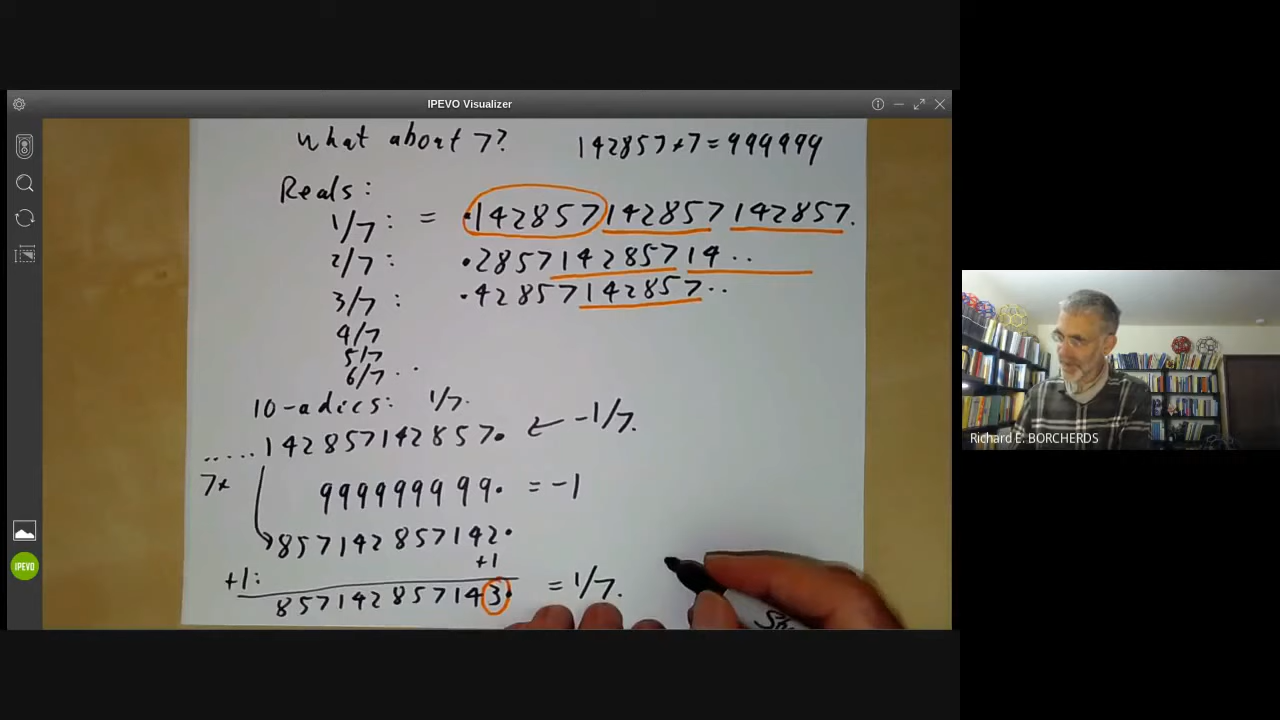 IPEVO Visualizer
What about 7?
142857×7=999999
Reals:
1/7: = .142857142857142857.
2/7: .285714285714..
3/7: .42857142857..
4/7
5/7
6/7..
10-adics: 1/7.
.....142857142857. ← -1/7.
7×
999999999. = -1
857142857142.
+1
+1:
857142857143. = 1/7.
Richard E. BORCHERDS
IPEVO